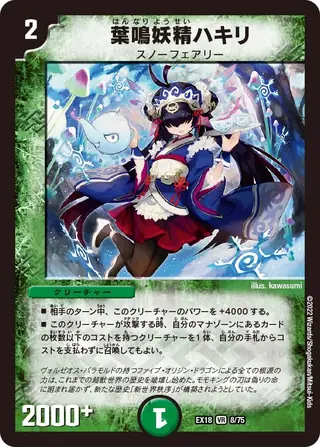 2
はんなりようせい
葉鳴妖精ハキリ
スノーフェアリー
illus. kawasumi
クリーチャー
■ 相手のターン中、このクリーチャーのパワーを+4000する。
■ このクリーチャーが攻撃する時、自分のマナゾーンにあるカード
の枚数以下のコストを持つクリーチャーを1体、自分の手札からコ
ストを支払わずに召喚してもよい。
ヴォルゼオス・バラモルドの持つファイブ・オリジン・ドラゴンによる全ての根源の
力は、これまでの超獣世界の歴史を破壊し始めた。モルキングの刃は偽りの命に
囲まれ崩れず、新たな歴史「新秩序世界」が構築されようとしていた。
2000+
1
EX18 VR 8/75
©2022 Wizards/Shogakukan/Mitsui-Kids